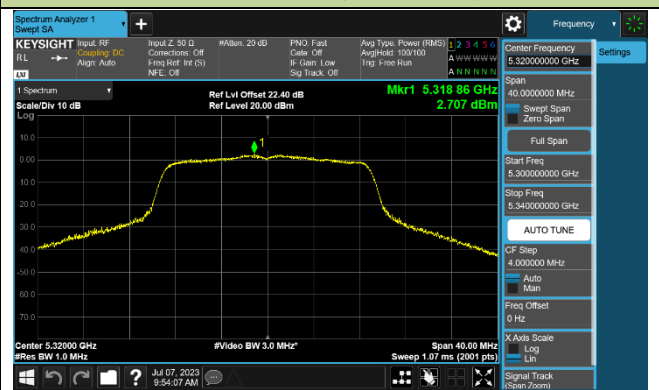 Spectrum Analyzer 1
Swept SA
+
Frequency
KEYSIGHT
Input: RF
Coupling: DC
Align: Auto
Input Z: 50 Ω
Corrections: Off
Freq Ref: Int (S)
NFE: Off
#Atten: 20 dB
PNO: Fast
Gate: Off
IF Gain: Low
Sig Track: Off
Avg Type: Power (RMS)
Avg|Hold: 100/100
Trig: Free Run
1 2 3 4 5 6
A W W W W W
A N N N N N
R L
LXI
1 Spectrum
Scale/Div 10 dB
Log
Ref Lvl Offset 22.40 dB
Ref Level 20.00 dBm
Mkr1 5.318 86 GHz
2.707 dBm
1
10.0
0.00
-10.0
-20.0
-30.0
-40.0
-50.0
-60.0
-70.0
Center 5.32000 GHz
#Res BW 1.0 MHz
#Video BW 3.0 MHz*
Span 40.00 MHz
Sweep 1.07 ms (2001 pts)
Center Frequency
5.320000000 GHz
Settings
Span
40.0000000 MHz
Swept Span
Zero Span
Full Span
Start Freq
5.300000000 GHz
Stop Freq
5.340000000 GHz
AUTO TUNE
CF Step
4.000000 MHz
Auto
Man
Freq Offset
0 Hz
X Axis Scale
Log
Lin
Signal Track
(Span Zoom)
?
Jul 07, 2023
9:54:07 AM